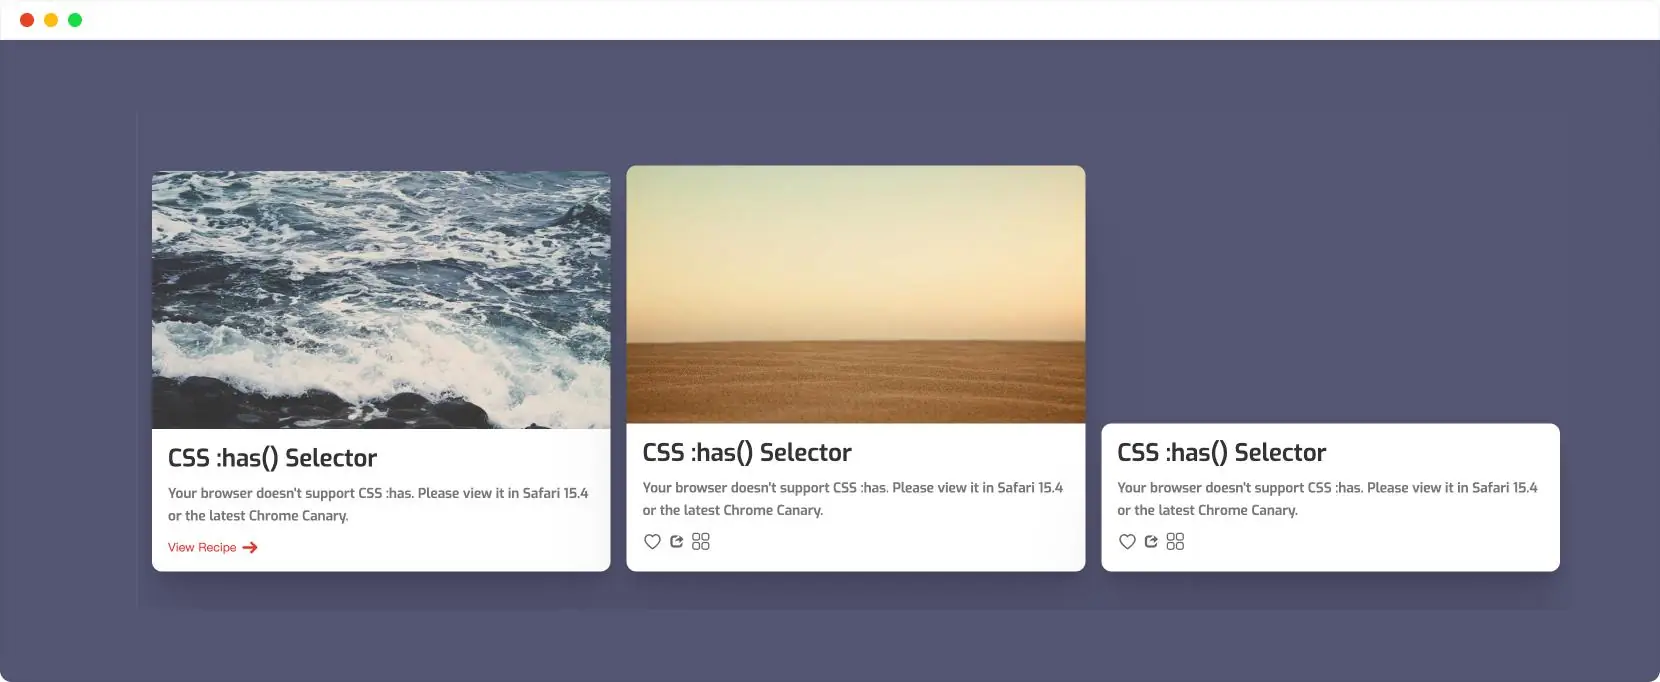 CSS :has() Selector
Your browser doesn't support CSS :has. Please view it in Safari 15.4
or the latest Chrome Canary.
View Recipe
CSS :has() Selector
Your browser doesn't support CSS :has. Please view it in Safari 15.4
or the latest Chrome Canary.
CSS :has() Selector
Your browser doesn't support CSS :has. Please view it in Safari 15.4
or the latest Chrome Canary.